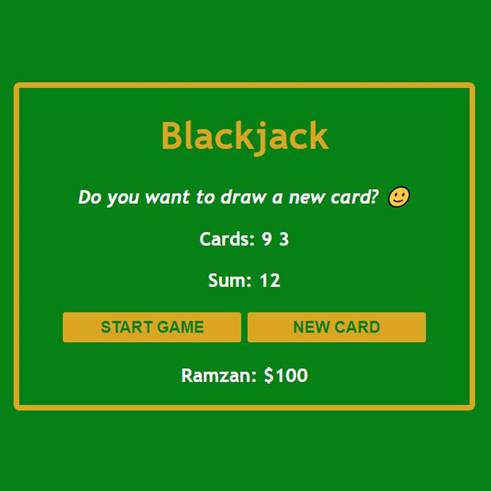 Blackjack
Do you want to draw a new card? 🙂
Cards: 9 3
Sum: 12
START GAME NEW CARD
Ramzan: $100